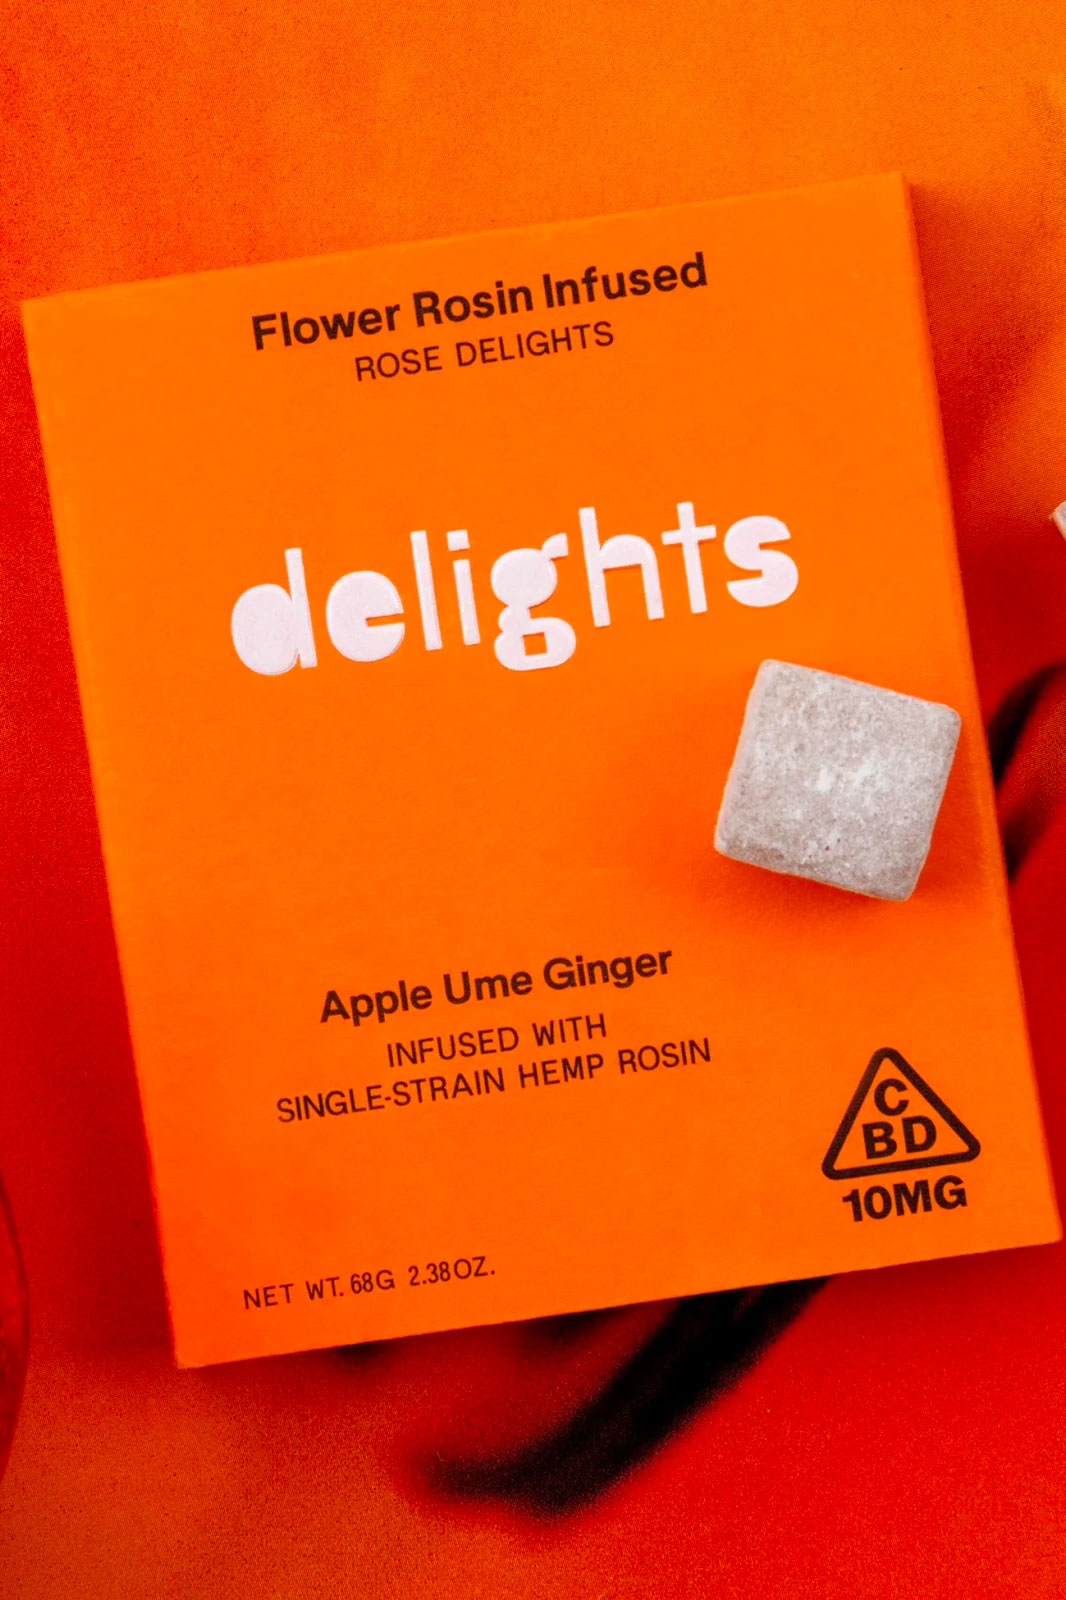 Flower Rosin Infused
ROSE DELIGHTS
delights
Apple Ume Ginger
INFUSED WITH
SINGLE-STRAIN HEMP ROSIN
C
BD
10MG
NET WT. 68G 2.38OZ.